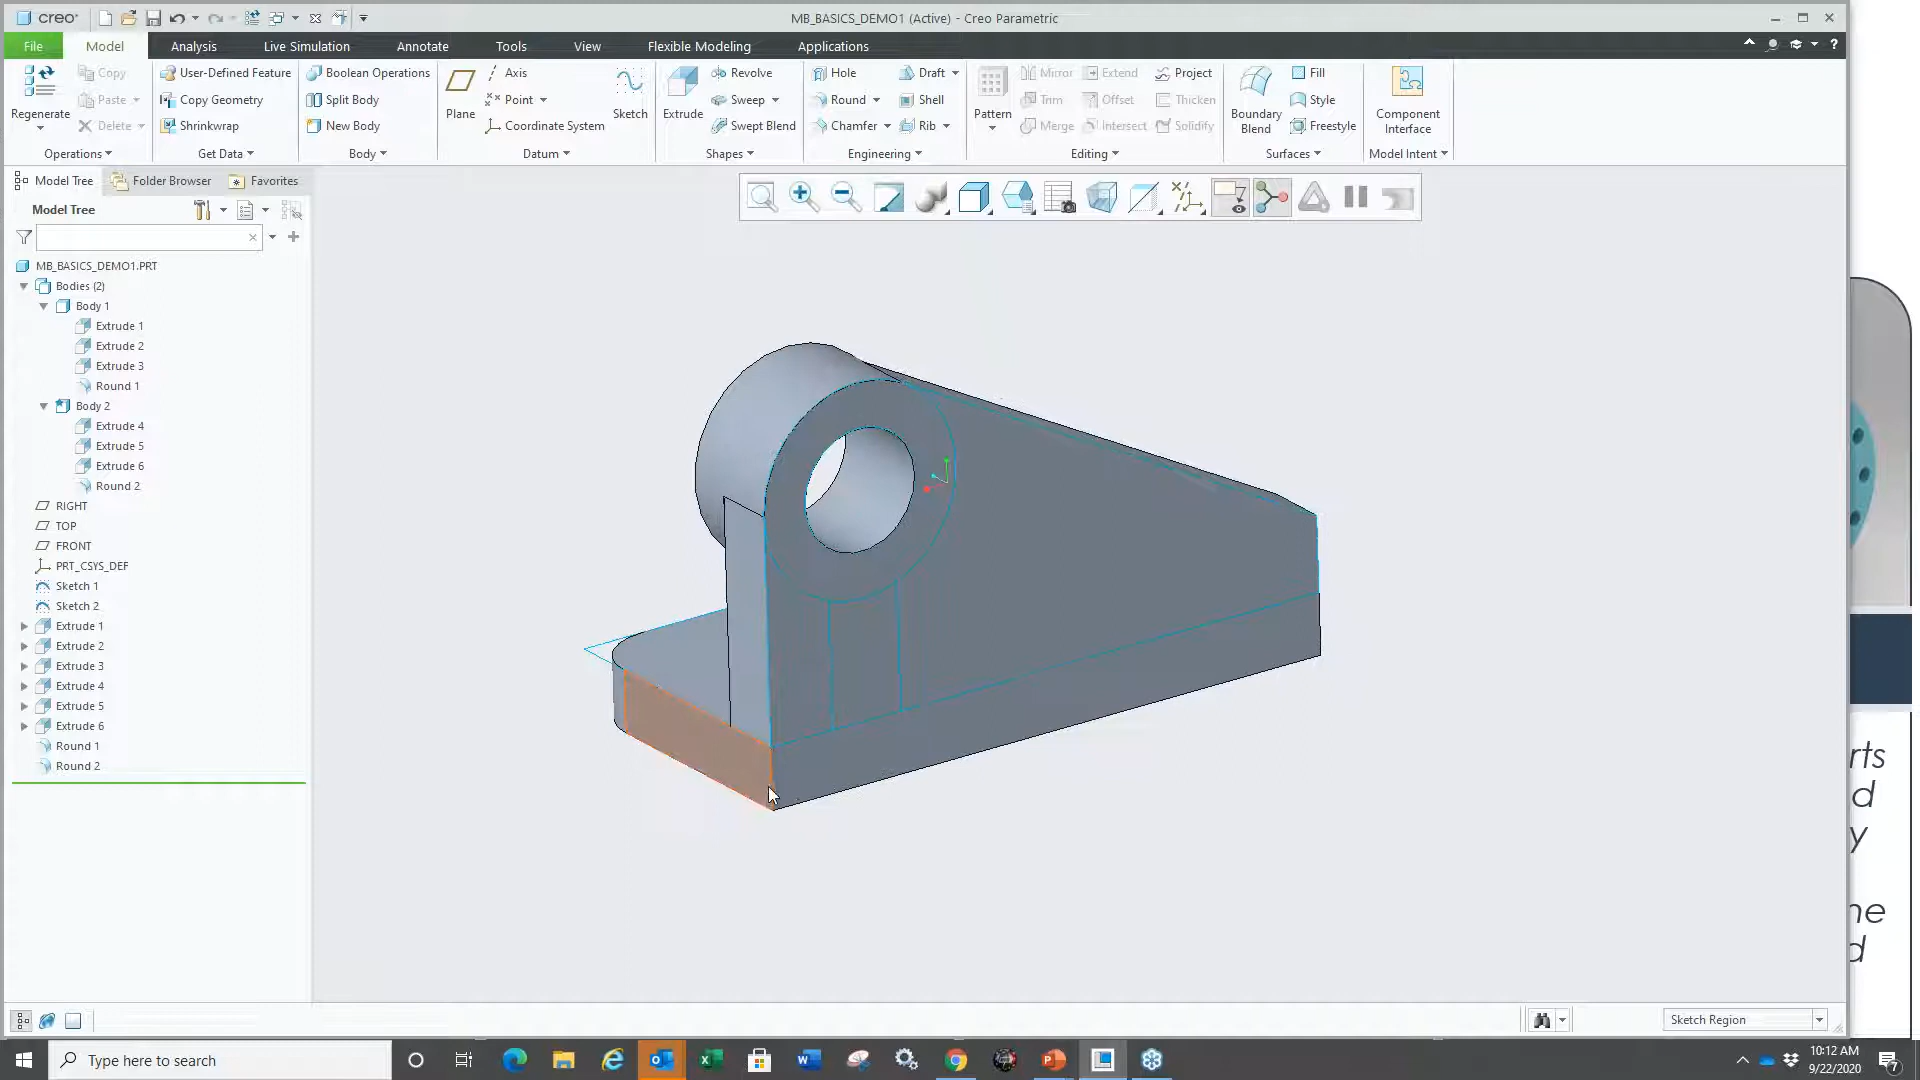 creo
MB_BASICS_DEMO1 (Active) - Creo Parametric
File Model Analysis Live Simulation Annotate Tools View Flexible Modeling Applications
Regenerate
Copy
Paste
Delete
Operations
User-Defined Feature
Copy Geometry
Shrinkwrap
Get Data
Boolean Operations
Split Body
New Body
Body
Plane
Axis
Point
Coordinate System
Sketch
Datum
Extrude
Revolve
Sweep
Swept Blend
Shapes
Hole
Round
Chamfer
Draft
Shell
Rib
Engineering
Pattern
Mirror
Trim
Merge
Extend
Offset
Intersect
Project
Thicken
Solidify
Editing
Boundary
Blend
Fill
Style
Freestyle
Surfaces
Component
Interface
Model Intent
Model Tree Folder Browser Favorites
Model Tree
MB_BASICS_DEMO1.PRT
Bodies (2)
Body 1
Extrude 1
Extrude 2
Extrude 3
Round 1
Body 2
Extrude 4
Extrude 5
Extrude 6
Round 2
RIGHT
TOP
FRONT
PRT_CSYS_DEF
Sketch 1
Sketch 2
Extrude 1
Extrude 2
Extrude 3
Extrude 4
Extrude 5
Extrude 6
Round 1
Round 2
rts
d
y
ne
d
Sketch Region
Type here to search
10:12 AM
9/22/2020
7